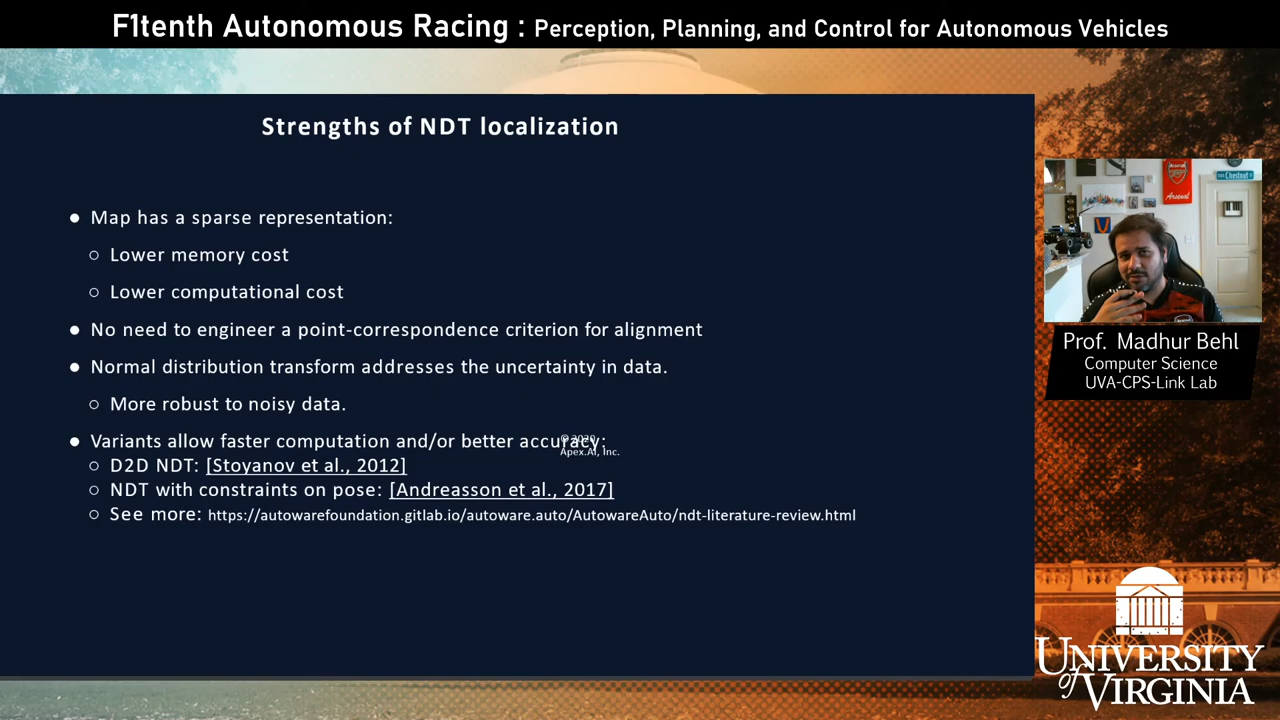 F1tenth Autonomous Racing : Perception, Planning, and Control for Autonomous Vehicles
Strengths of NDT localization
● Map has a sparse representation:
○ Lower memory cost
○ Lower computational cost
● No need to engineer a point-correspondence criterion for alignment
● Normal distribution transform addresses the uncertainty in data.
○ More robust to noisy data.
● Variants allow faster computation and/or better accuracy:
© 2020
Apex.AI, Inc.
○ D2D NDT: [Stoyanov et al., 2012]
○ NDT with constraints on pose: [Andreasson et al., 2017]
○ See more: https://autowarefoundation.gitlab.io/autoware.auto/AutowareAuto/ndt-literature-review.html
Chestnut
Arsenal
Prof. Madhur Behl
Computer Science
UVA-CPS-Link Lab
UNIVERSITY
of VIRGINIA